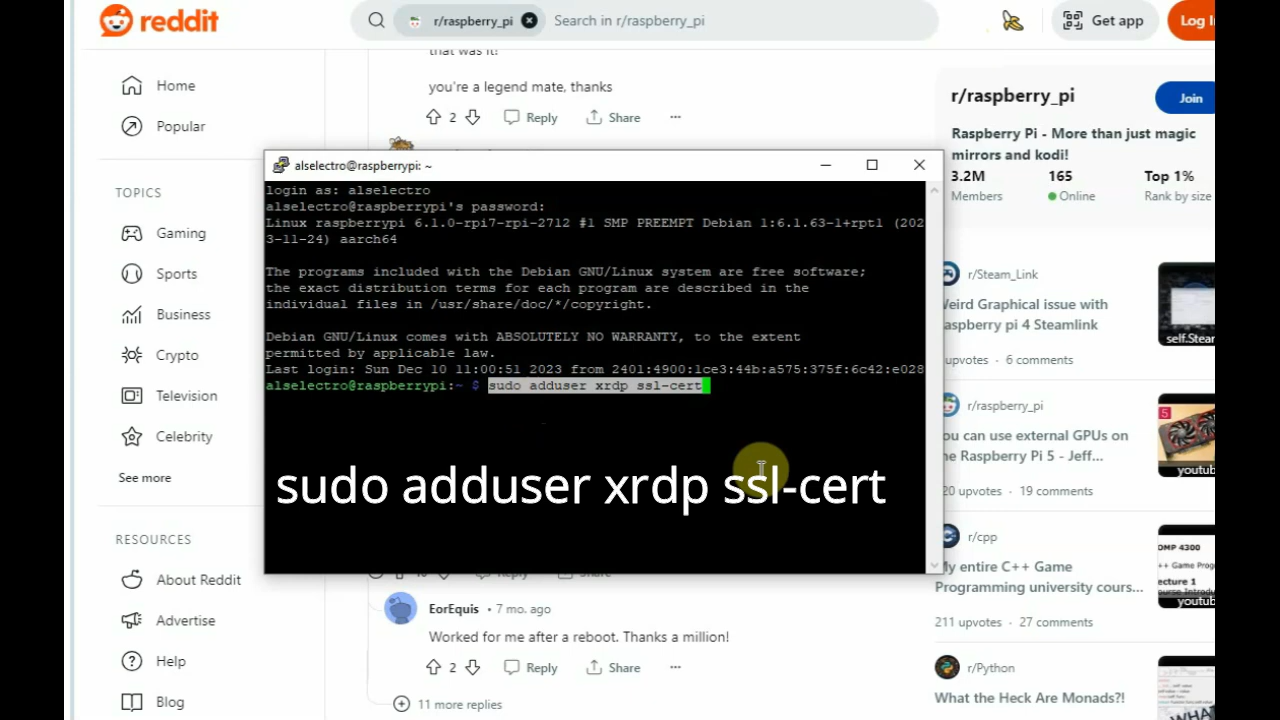 reddit
r/raspberry_pi
Search in r/raspberry_pi
Get app
Log I
that was it!
you're a legend mate, thanks
2
Reply
Share
Home
Popular
TOPICS
Gaming
Sports
Business
Crypto
Television
Celebrity
See more
RESOURCES
About Reddit
Advertise
Help
Blog
alselectro@raspberrypi: ~
login as: alselectro
alselectro@raspberrypi's password:
Linux raspberrypi 6.1.0-rpi7-rpi-2712 #1 SMP PREEMPT Debian 1:6.1.63-1+rpt1 (202
3-11-24) aarch64
The programs included with the Debian GNU/Linux system are free software;
the exact distribution terms for each program are described in the
individual files in /usr/share/doc/*/copyright.
Debian GNU/Linux comes with ABSOLUTELY NO WARRANTY, to the extent
permitted by applicable law.
Last login: Sun Dec 10 11:00:51 2023 from 2401:4900:1ce3:44b:a575:375f:6c42:e028
alselectro@raspberrypi:~ $ sudo adduser xrdp ssl-cert
sudo adduser xrdp ssl-cert
EorEquis • 7 mo. ago
Worked for me after a reboot. Thanks a million!
2
Reply
Share
11 more replies
r/raspberry_pi
Join
Raspberry Pi - More than just magic
mirrors and kodi!
3.2M
165
Top 1%
Members
Online
Rank by size
r/Steam_Link
Weird Graphical issue with
raspberry pi 4 Steamlink
upvotes · 6 comments
self.Stea
r/raspberry_pi
You can use external GPUs on
the Raspberry Pi 5 - Jeff...
20 upvotes · 19 comments
5
youtub
r/cpp
My entire C++ Game
Programming university cours...
211 upvotes · 27 comments
OMP 4300
++ Game Prog
ecture 1
youtub
r/Python
What the Heck Are Monads?!